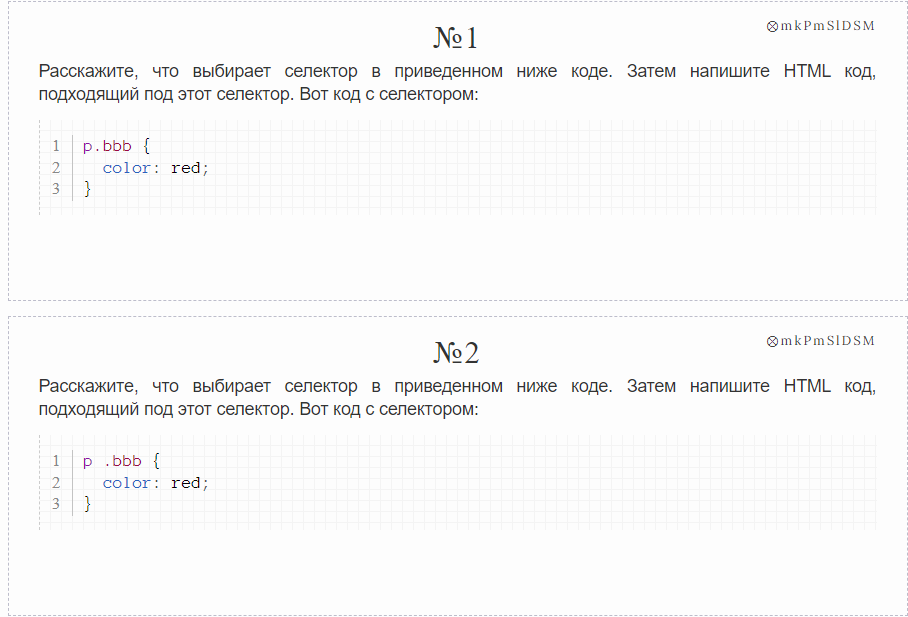 ⊗mkPmSlDSM
№1
Расскажите, что выбирает селектор в приведенном ниже коде. Затем напишите HTML код,
подходящий под этот селектор. Вот код с селектором:
1 p.bbb {
2 color: red;
3 }
⊗mkPmSlDSM
№2
Расскажите, что выбирает селектор в приведенном ниже коде. Затем напишите HTML код,
подходящий под этот селектор. Вот код с селектором:
1 p .bbb {
2 color: red;
3 }